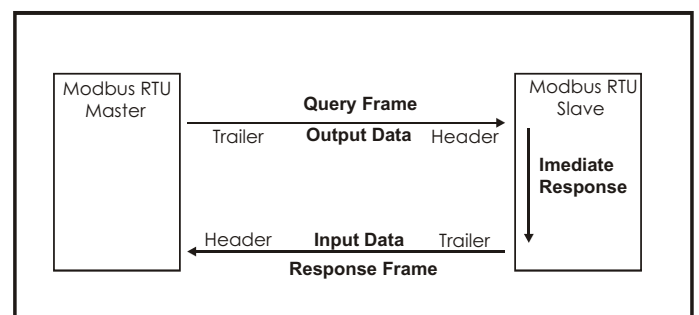 Modbus RTU
Master
Query Frame
Trailer Output Data Header
Modbus RTU
Slave
Imediate
Response
Header Input Data Trailer
Response Frame